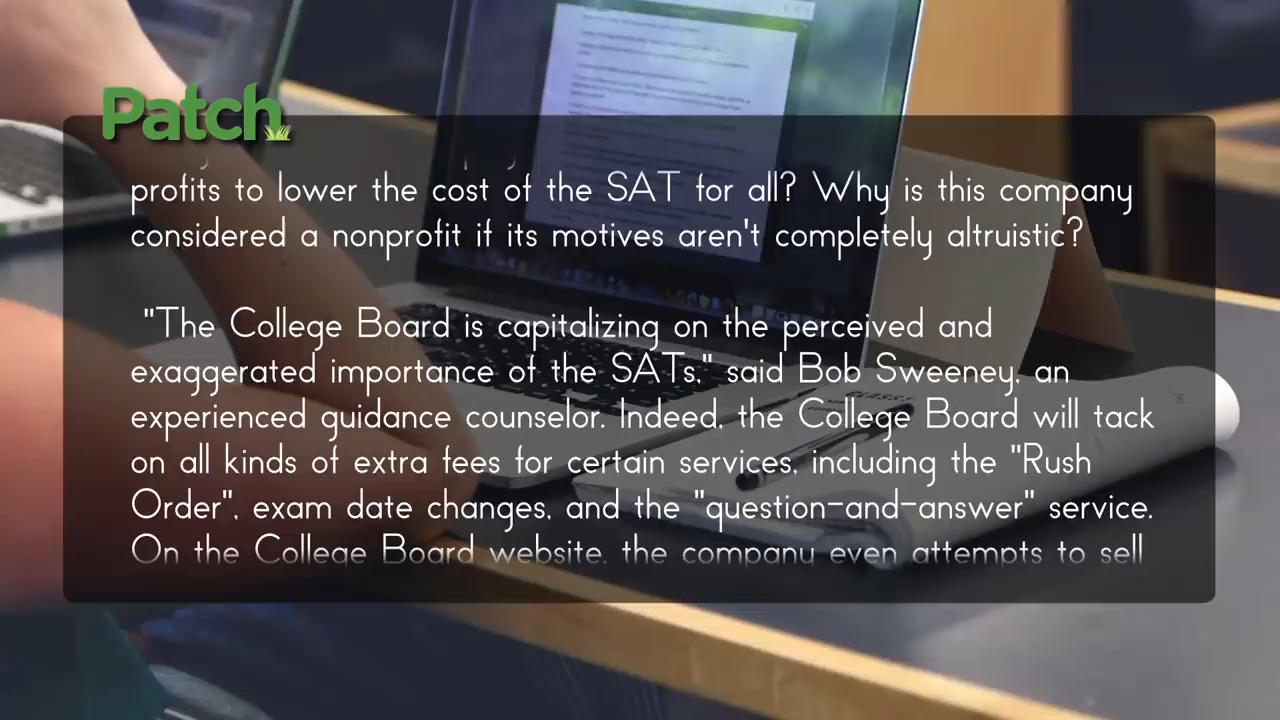 Patch
profits to lower the cost of the SAT for all? Why is this company
considered a nonprofit if its motives aren't completely altruistic?
"The College Board is capitalizing on the perceived and
exaggerated importance of the SATs," said Bob Sweeney, an
experienced guidance counselor. Indeed, the College Board will tack
on all kinds of extra fees for certain services, including the "Rush
Order", exam date changes, and the "question-and-answer" service.
On the College Board website, the company even attempts to sell